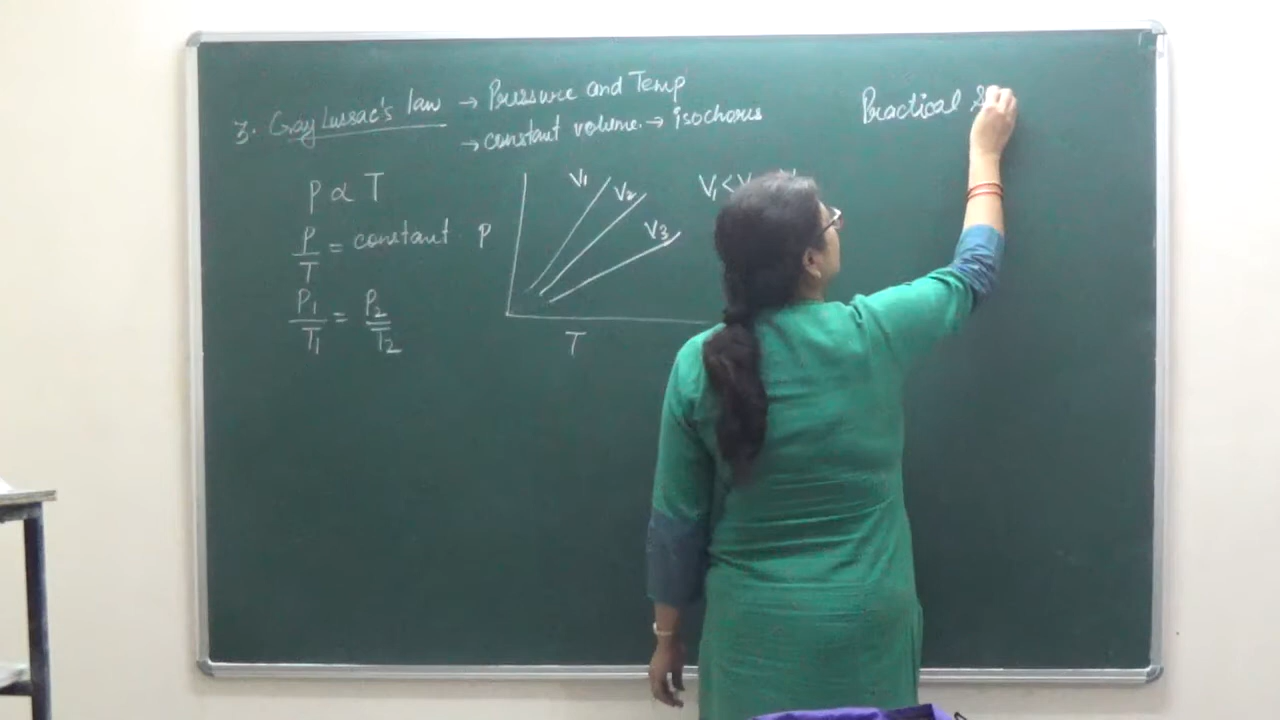 3. Gay Lussac's law → Pressure and Temp
→ constant volume. → isochores
P ∝ T
P/T = constant.
P1/T1 = P2/T2
V1
V2
V3
P
T
V1 <
Practical